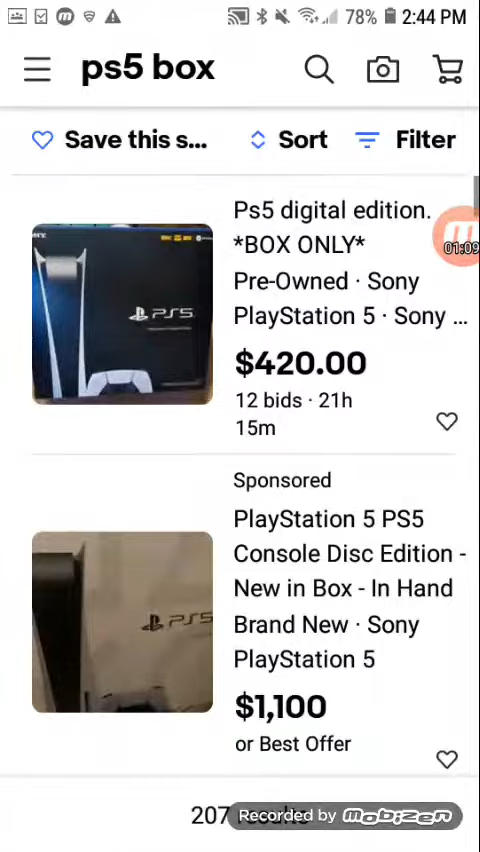 78% 2:44 PM
ps5 box
Save this s...
Sort
Filter
Ps5 digital edition.
*BOX ONLY*
Pre-Owned · Sony
PlayStation 5 · Sony ...
$420.00
12 bids · 21h
15m
PS5
01:09
Sponsored
PlayStation 5 PS5
Console Disc Edition -
New in Box - In Hand
Brand New · Sony
PlayStation 5
$1,100
or Best Offer
PS5
207 results
Recorded by Mobizen